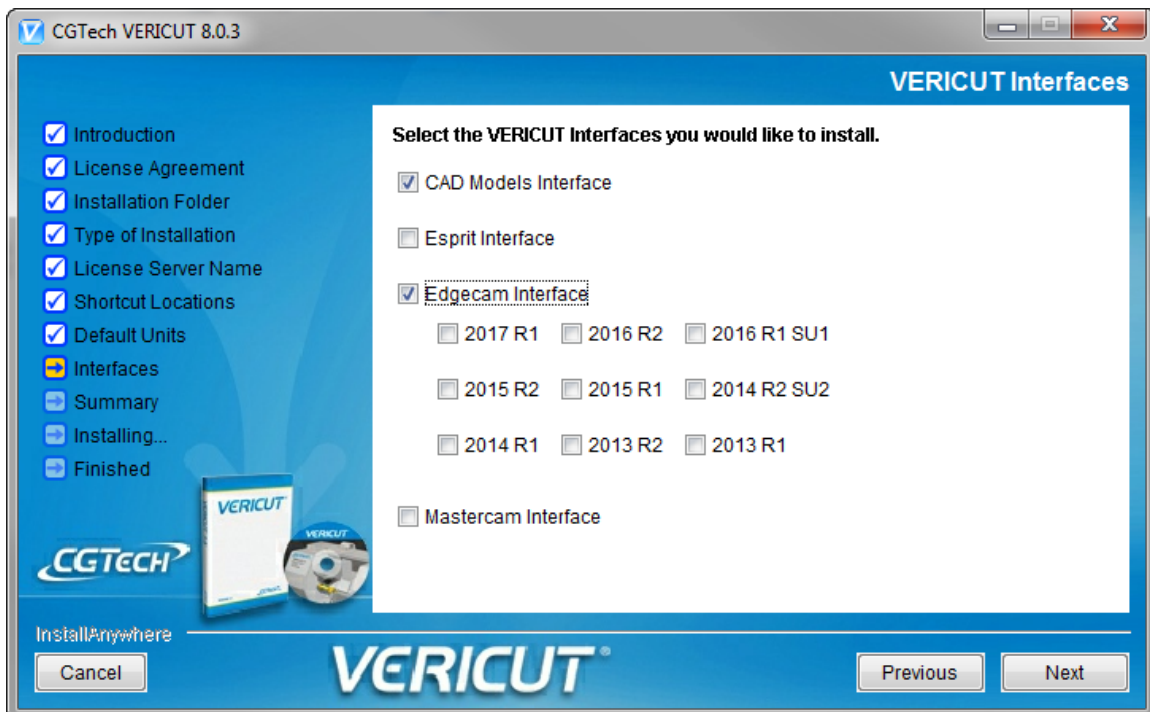 CGTech VERICUT 8.0.3
VERICUT Interfaces
Introduction
License Agreement
Installation Folder
Type of Installation
License Server Name
Shortcut Locations
Default Units
Interfaces
Summary
Installing...
Finished
Select the VERICUT Interfaces you would like to install.
CAD Models Interface
Esprit Interface
Edgecam Interface
2017 R1 2016 R2 2016 R1 SU1
2015 R2 2015 R1 2014 R2 SU2
2014 R1 2013 R2 2013 R1
Mastercam Interface
VERICUT
VERICUT
CGTECH
InstallAnywhere
Cancel
VERICUT®
Previous
Next